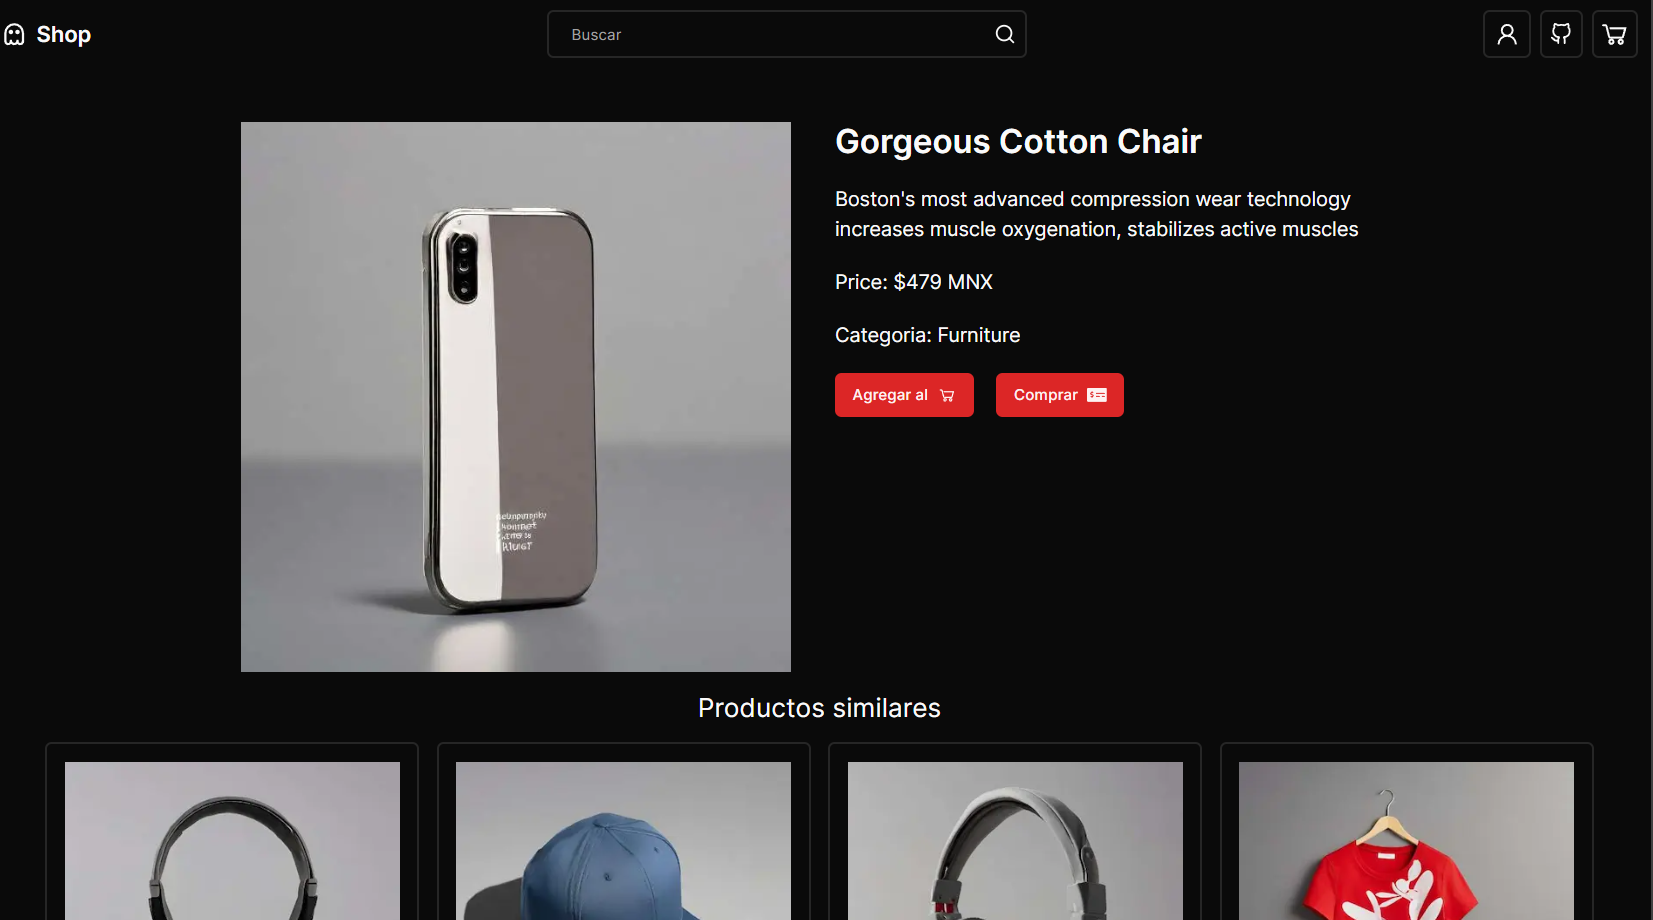 Shop
Buscar
Gorgeous Cotton Chair
Boston's most advanced compression wear technology
increases muscle oxygenation, stabilizes active muscles
Price: $479 MNX
Categoria: Furniture
Agregar al
Comprar
Productos similares